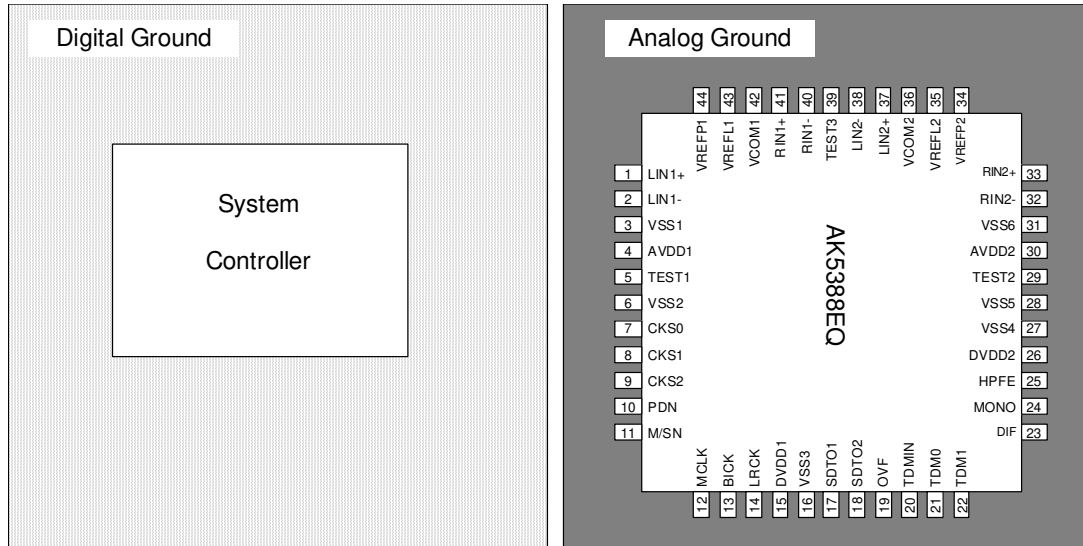 Digital Ground
System
Controller
Analog Ground
44 43 42 41 40 39 38 37 36 35 34
VREFP1 VREFL1 VCOM1 RIN1+ RIN1- TEST3 LIN2- LIN2+ VCOM2 VREFL2 VREFP2
1 LIN1+
2 LIN1-
3 VSS1
4 AVDD1
5 TEST1
6 VSS2
7 CKS0
8 CKS1
9 CKS2
10 PDN
11 M/SN
AK5388EQ
RIN2+ 33
RIN2- 32
VSS6 31
AVDD2 30
TEST2 29
VSS5 28
VSS4 27
DVDD2 26
HPFE 25
MONO 24
DIF 23
MCLK BICK LRCK DVDD1 VSS3 SDTO1 SDTO2 OVF TDMIN TDM0 TDM1
12 13 14 15 16 17 18 19 20 21 22